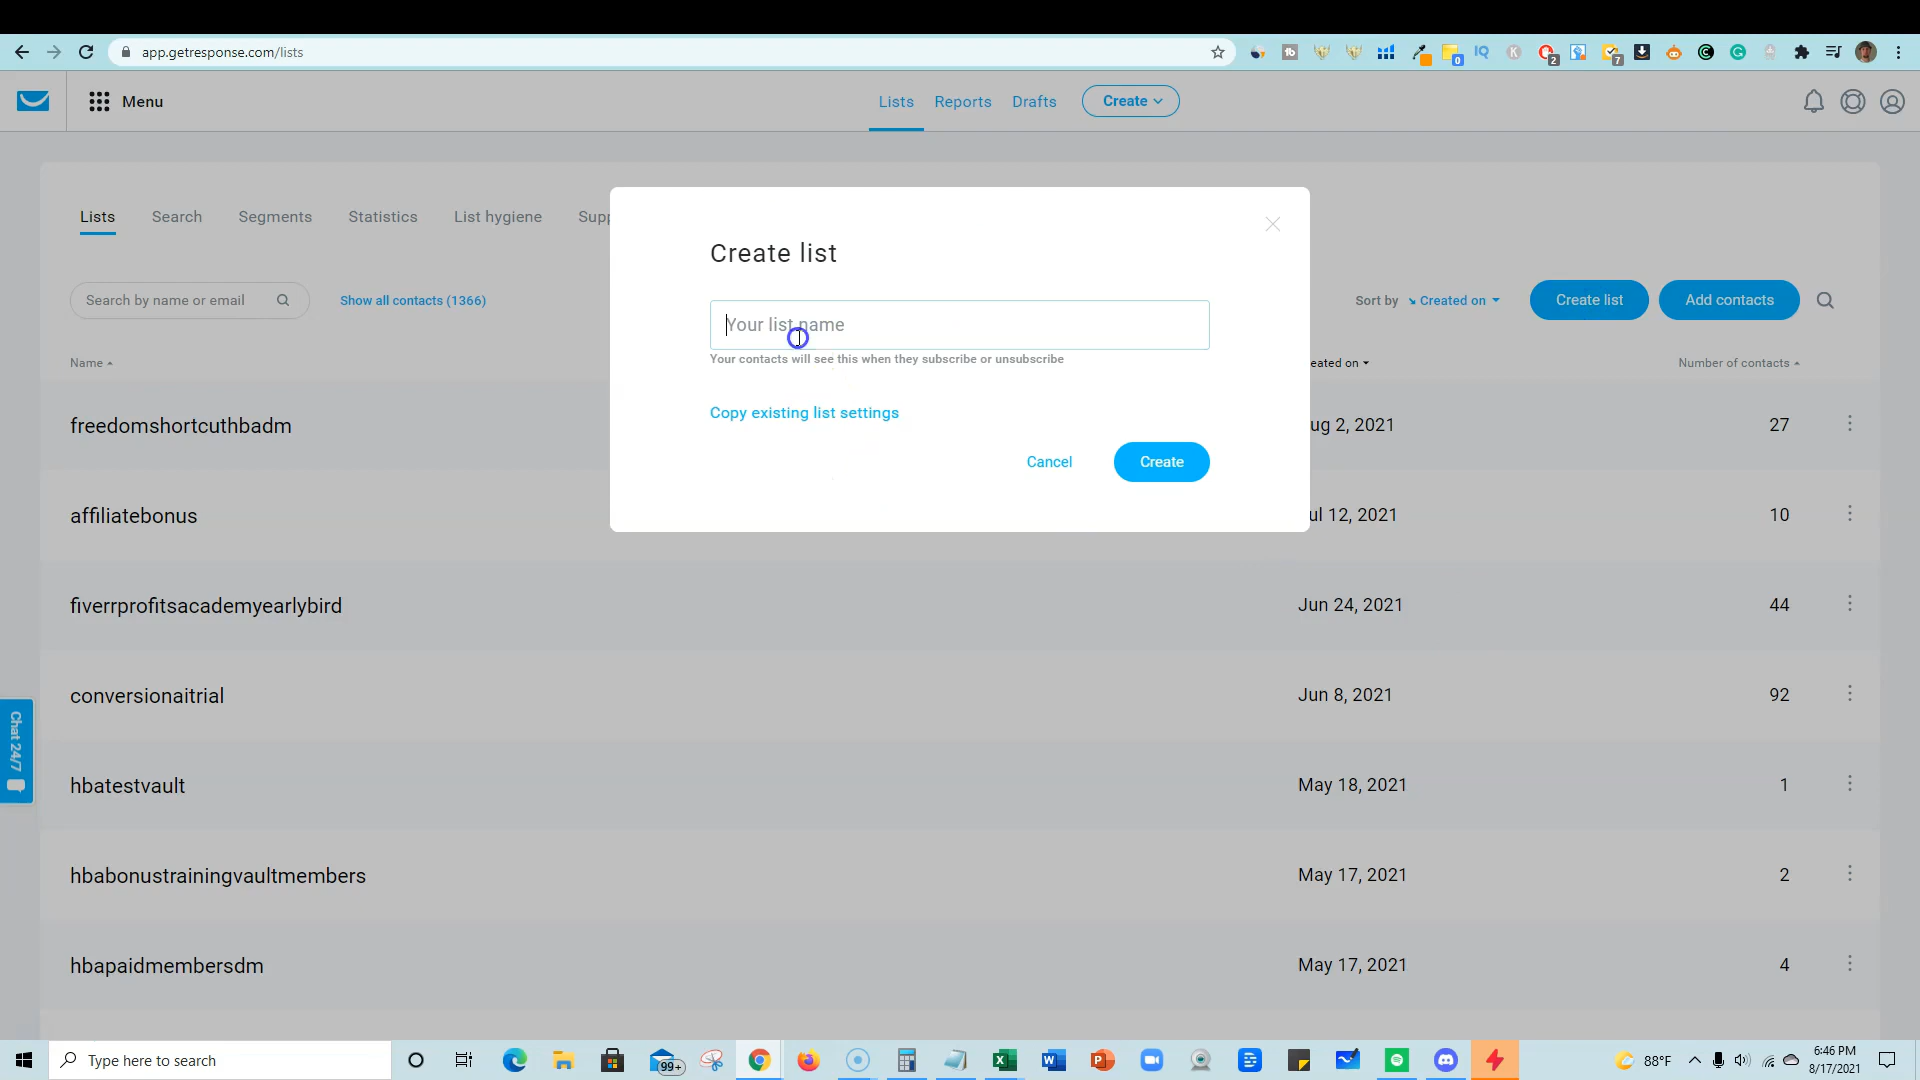 app.getresponse.com/lists
0
2
7
Menu
Lists
Reports
Drafts
Create
Lists
Search
Segments
Statistics
List hygiene
Supp
Create list
Search by name or email
Show all contacts (1366)
Sort by
Created on
Create list
Add contacts
Your list name
Your contacts will see this when they subscribe or unsubscribe
Name
eated on
Number of contacts
Copy existing list settings
freedomshortcuthbadm
ug 2, 2021
27
Cancel
Create
affiliatebonus
ul 12, 2021
10
fiverrprofitsacademyearlybird
Jun 24, 2021
44
conversionaitrial
Jun 8, 2021
92
Chat 24/7
hbatestvault
May 18, 2021
1
hbabonustrainingvaultmembers
May 17, 2021
2
hbapaidmembersdm
May 17, 2021
4
Type here to search
99+
88°F
6:46 PM
8/17/2021